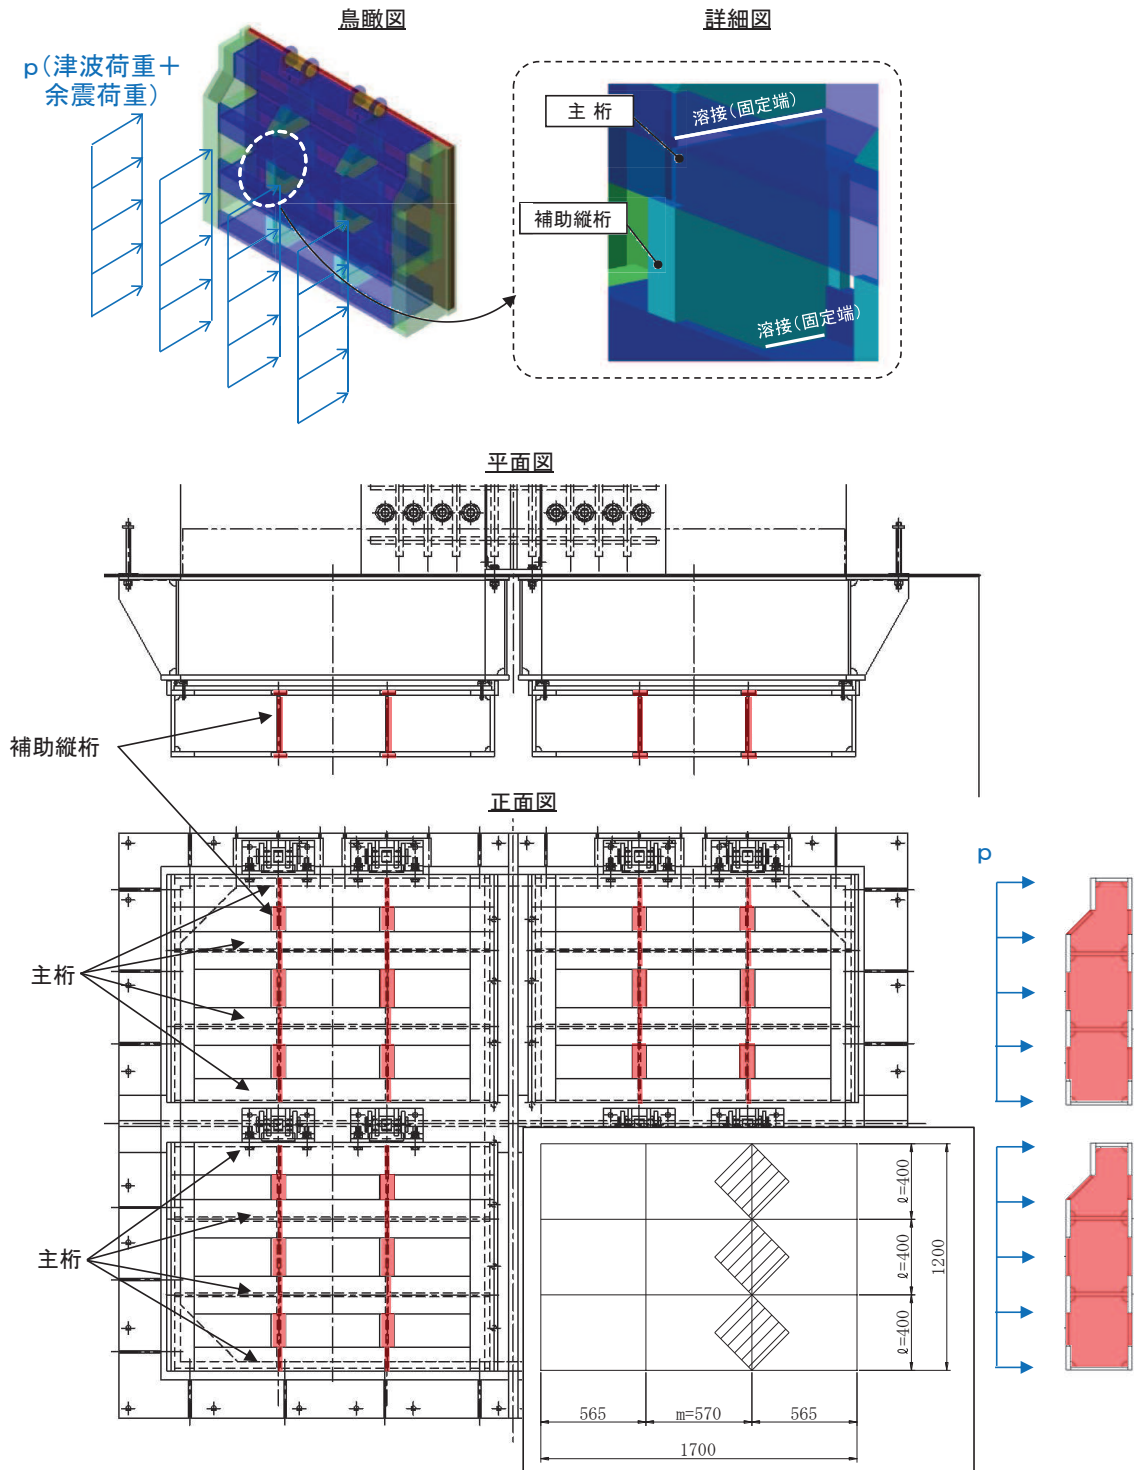 鳥瞰図
詳細図
p(津波荷重+
余震荷重)
主 桁
溶接(固定端)
補助縦桁
溶接(固定端)
平面図
補助縦桁
正面図
p
主桁
主桁
ℓ=400
ℓ=400
ℓ=400
1200
565
m=570
565
1700